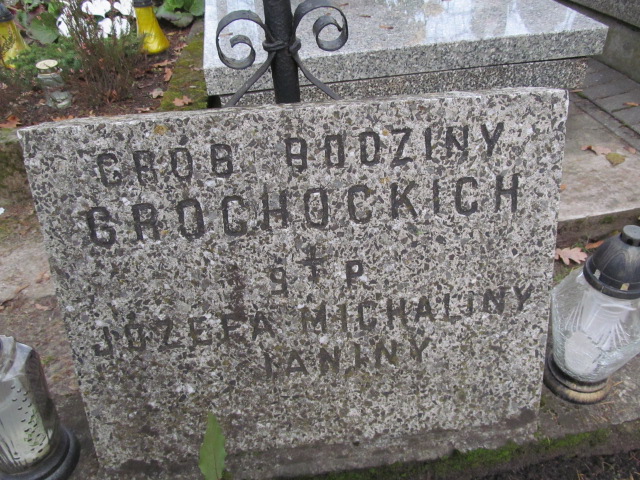 GRÓB RODZINY
GROCHOCKICH
Ś † P
JÓZEFA MICHALINY
JANINY